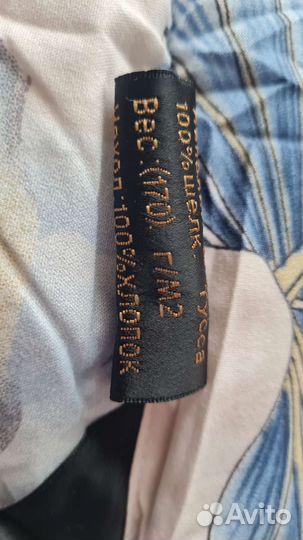 100% шелк. Тусса
Вес :(170). Г/М2
Чехол:100%хлопок
Avito